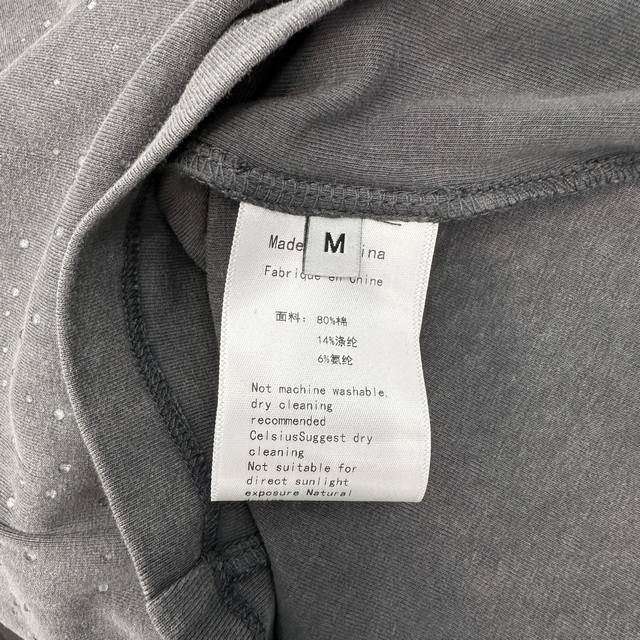 Made
M
ina
Fabrique en Chine
面料: 80%棉
14%涤纶
6%氨纶
Not machine washable,
dry cleaning
recommended
CelsiusSuggest dry
cleaning
Not suitable for
direct sunlight
exposure Natural